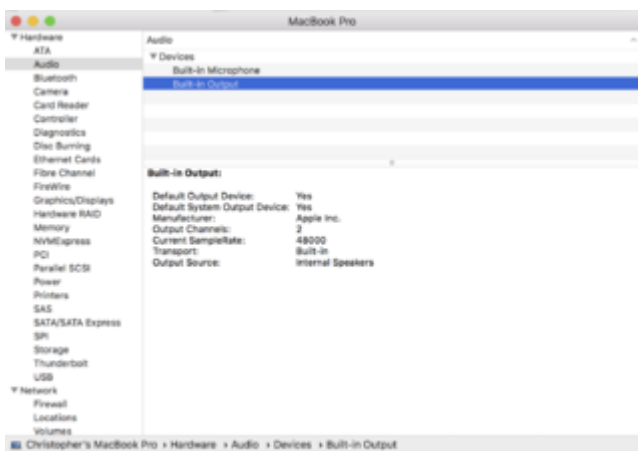 MacBook Pro
Hardware
ATA
Audio
Bluetooth
Camera
Card Reader
Controller
Diagnostics
Disc Burning
Ethernet Cards
Fibre Channel
FireWire
Graphics/Displays
Hardware RAID
Memory
NVMExpress
PCI
Parallel SCSI
Power
Printers
SAS
SATA/SATA Express
SPI
Storage
Thunderbolt
USB
Network
Firewall
Locations
Volumes
Audio
Devices
Built-in Microphone
Built-in Output
Built-in Output:
Default Output Device: Yes
Default System Output Device: Yes
Manufacturer: Apple Inc.
Output Channels: 2
Current SampleRate: 48000
Transport: Built-in
Output Source: Internal Speakers
Christopher's MacBook Pro › Hardware › Audio › Devices › Built-in Output